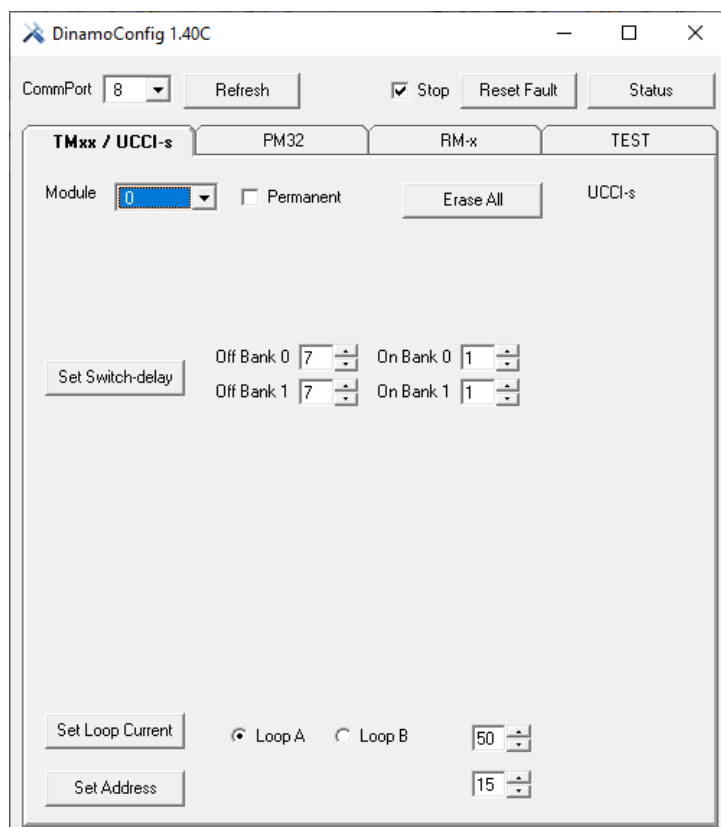 DinamoConfig 1.40C
CommPort 8 Refresh Stop Reset Fault Status
TMxx / UCCI-s PM32 RM-x TEST
Module 0 Permanent Erase All UCCI-s
Off Bank 0 7 On Bank 0 1
Set Switch-delay
Off Bank 1 7 On Bank 1 1
Set Loop Current Loop A Loop B 50
Set Address 15